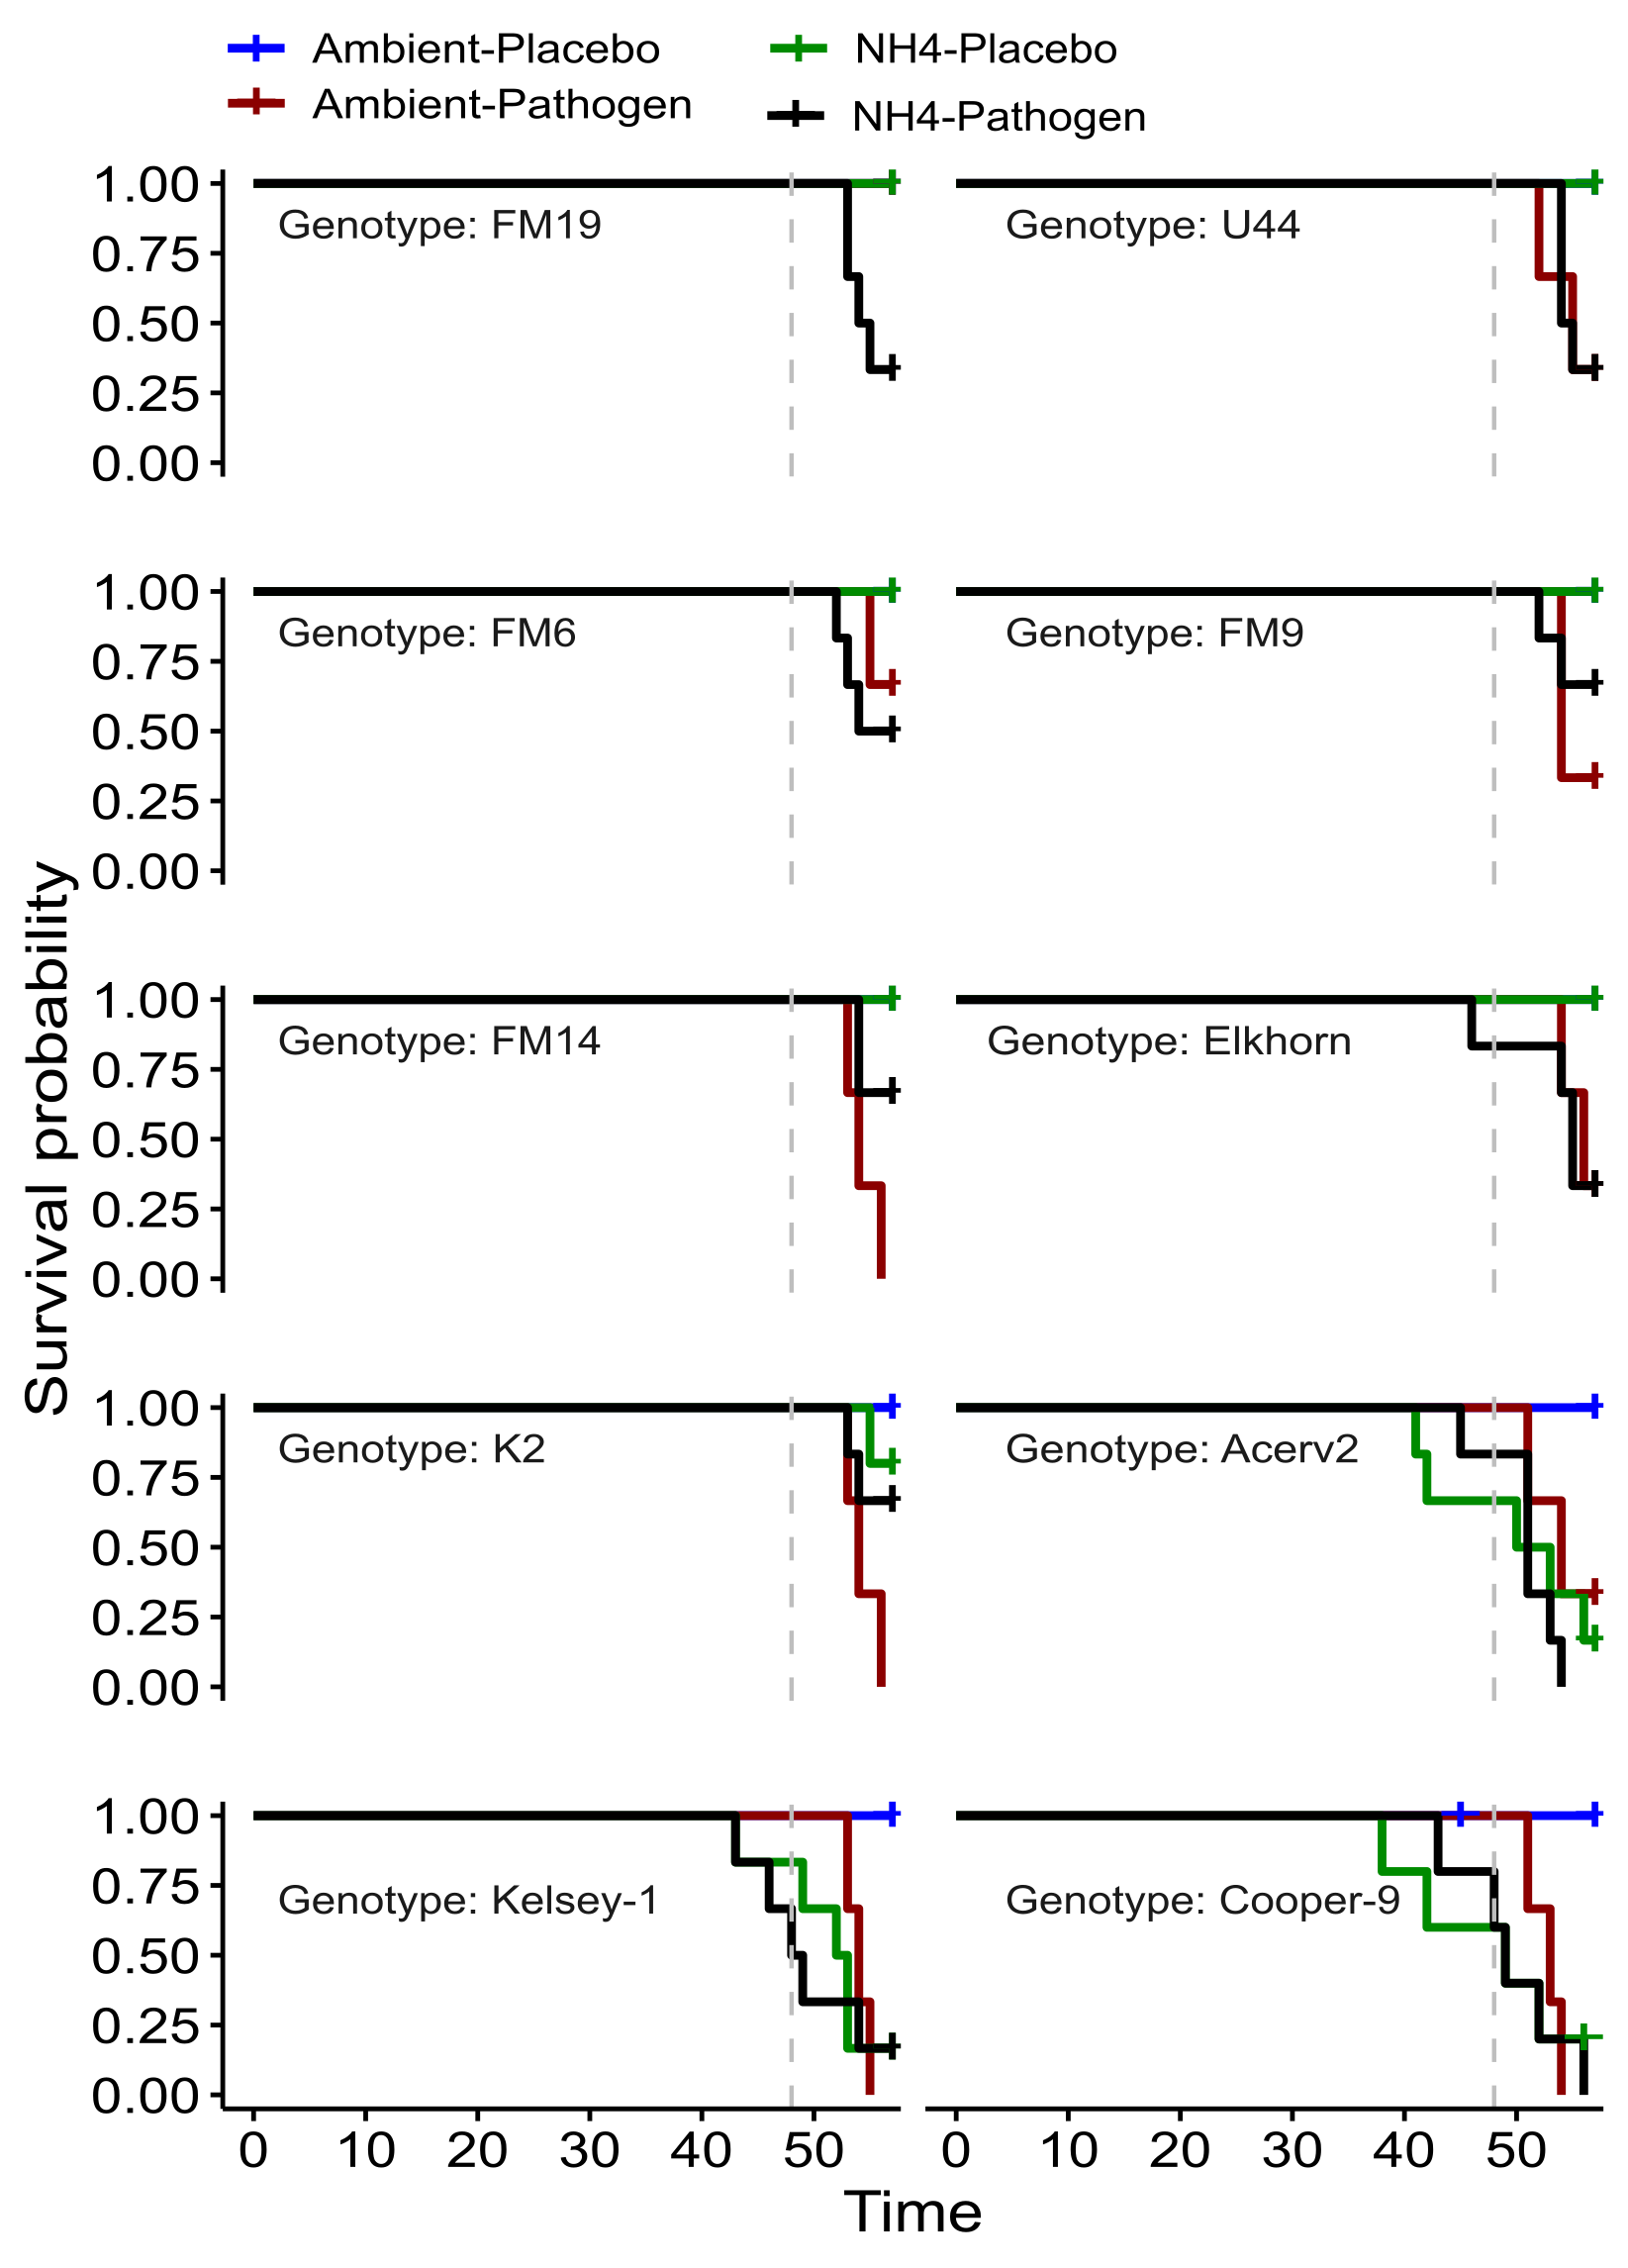 Ambient-Placebo
NH4-Placebo
Ambient-Pathogen
NH4-Pathogen
Survival probability
1.00
0.75
0.50
0.25
0.00
Genotype: FM19
Genotype: U44
1.00
0.75
0.50
0.25
0.00
Genotype: FM6
Genotype: FM9
1.00
0.75
0.50
0.25
0.00
Genotype: FM14
Genotype: Elkhorn
1.00
0.75
0.50
0.25
0.00
Genotype: K2
Genotype: Acerv2
1.00
0.75
0.50
0.25
0.00
Genotype: Kelsey-1
Genotype: Cooper-9
0 10 20 30 40 50
0 10 20 30 40 50
Time